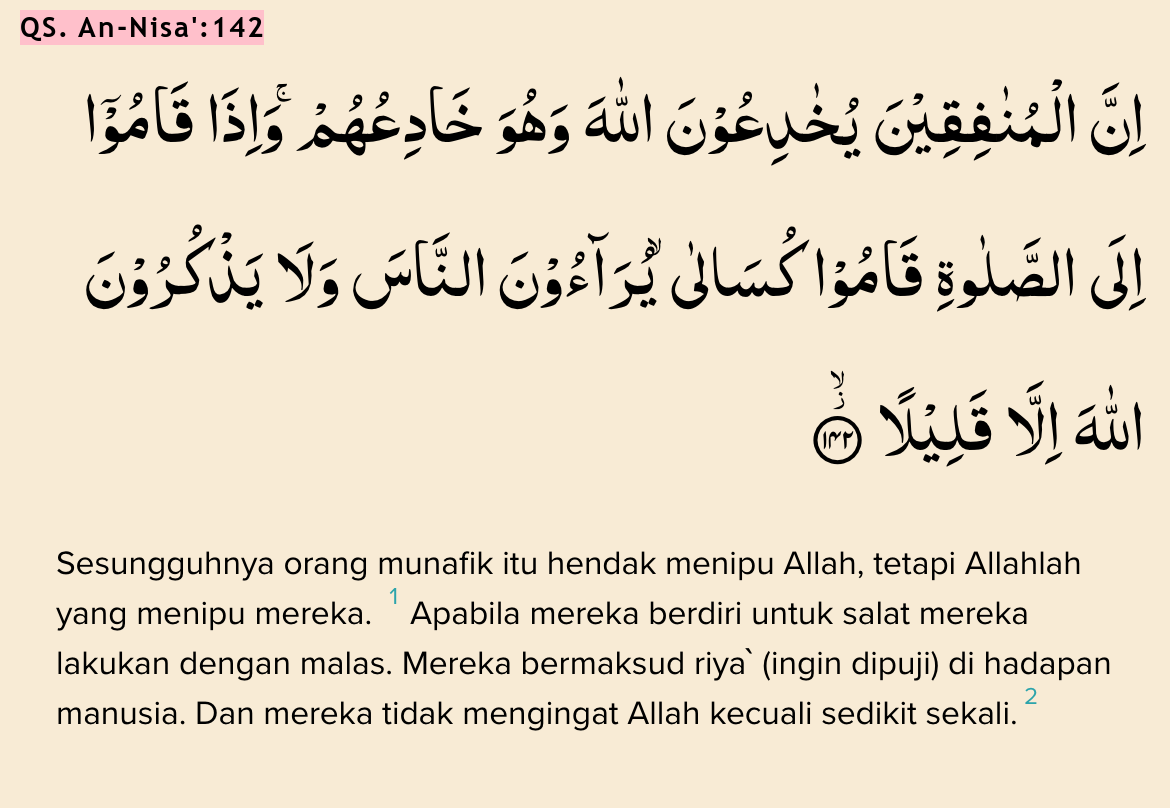 QS. An-Nisa':142
اِنَّ الْمُنٰفِقِيْنَ يُخٰدِعُوْنَ اللّٰهَ وَهُوَ خَادِعُهُمْۚ وَاِذَا قَامُوْٓا
اِلَى الصَّلٰوةِ قَامُوْا كُسَالٰىۙ يُرَاۤءُوْنَ النَّاسَ وَلَا يَذْكُرُوْنَ
اللّٰهَ اِلَّا قَلِيْلًاۖ ۙ ١٤٢
Sesungguhnya orang munafik itu hendak menipu Allah, tetapi Allahlah
yang menipu mereka. 1 Apabila mereka berdiri untuk salat mereka
lakukan dengan malas. Mereka bermaksud riya` (ingin dipuji) di hadapan
manusia. Dan mereka tidak mengingat Allah kecuali sedikit sekali. 2